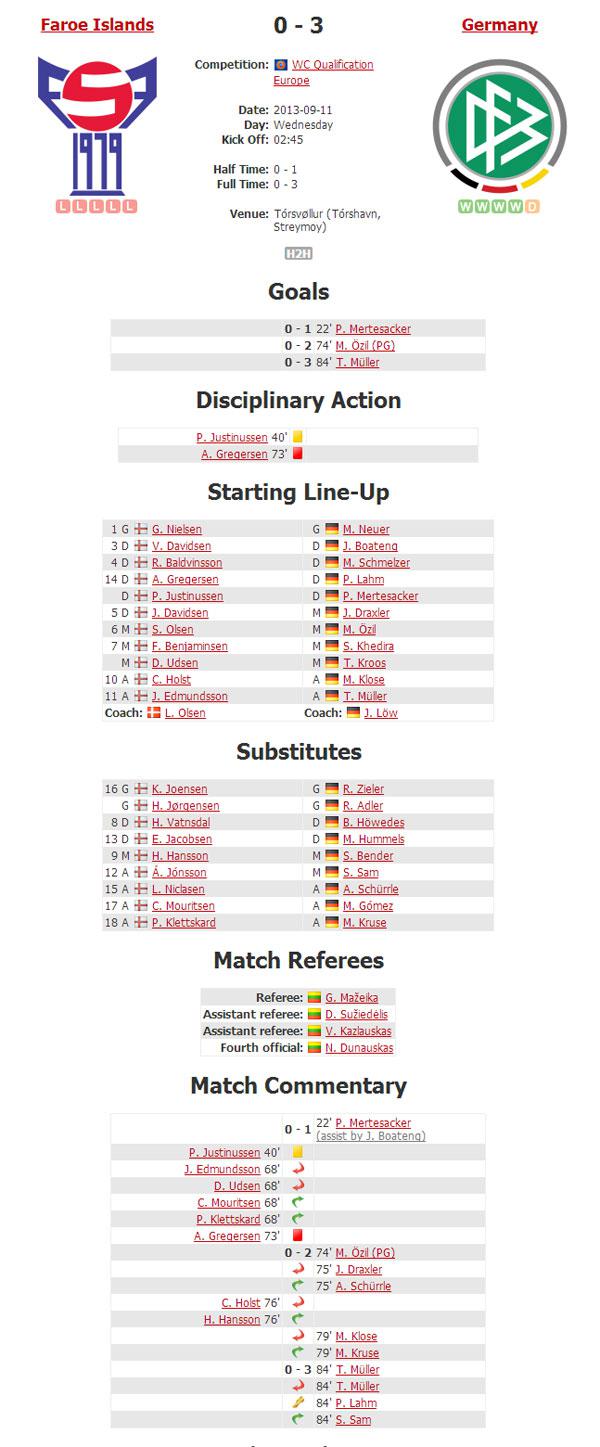 Faroe Islands 0 - 3 Germany
Competition: WC Qualification
Europe
Date: 2013-09-11
Day: Wednesday
Kick Off: 02:45
Half Time: 0 - 1
Full Time: 0 - 3
Venue: Tórsvøllur (Tórshavn,
Streymoy)
1979
L L L L L
W W W W D
H2H
Goals
0 - 1 22' P. Mertesacker
0 - 2 74' M. Özil (PG)
0 - 3 84' T. Müller
Disciplinary Action
P. Justinussen 40'
A. Gregersen 73'
Starting Line-Up
1 G G. Nielsen G M. Neuer
3 D V. Davidsen D J. Boateng
4 D R. Baldvinsson D M. Schmelzer
14 D A. Gregersen D P. Lahm
D P. Justinussen D P. Mertesacker
5 D J. Davidsen M J. Draxler
6 M S. Olsen M M. Özil
7 M F. Benjaminsen M S. Khedira
M D. Udsen M T. Kroos
10 A C. Holst A M. Klose
11 A J. Edmundsson A T. Müller
Coach: L. Olsen Coach: J. Löw
Substitutes
16 G K. Joensen G R. Zieler
G H. Jørgensen G R. Adler
8 D H. Vatnsdal D B. Höwedes
13 D E. Jacobsen D M. Hummels
9 M H. Hansson M S. Bender
12 A Á. Jónsson M S. Sam
15 A L. Niclasen A A. Schürrle
17 A C. Mouritsen A M. Gómez
18 A P. Klettskard A M. Kruse
Match Referees
Referee: G. Mažeika
Assistant referee: D. Sužiedėlis
Assistant referee: V. Kazlauskas
Fourth official: N. Dunauskas
Match Commentary
0 - 1 22' P. Mertesacker
(assist by J. Boateng)
P. Justinussen 40'
J. Edmundsson 68'
D. Udsen 68'
C. Mouritsen 68'
P. Klettskard 68'
A. Gregersen 73'
0 - 2 74' M. Özil (PG)
75' J. Draxler
75' A. Schürrle
C. Holst 76'
H. Hansson 76'
79' M. Klose
79' M. Kruse
0 - 3 84' T. Müller
84' T. Müller
84' P. Lahm
84' S. Sam